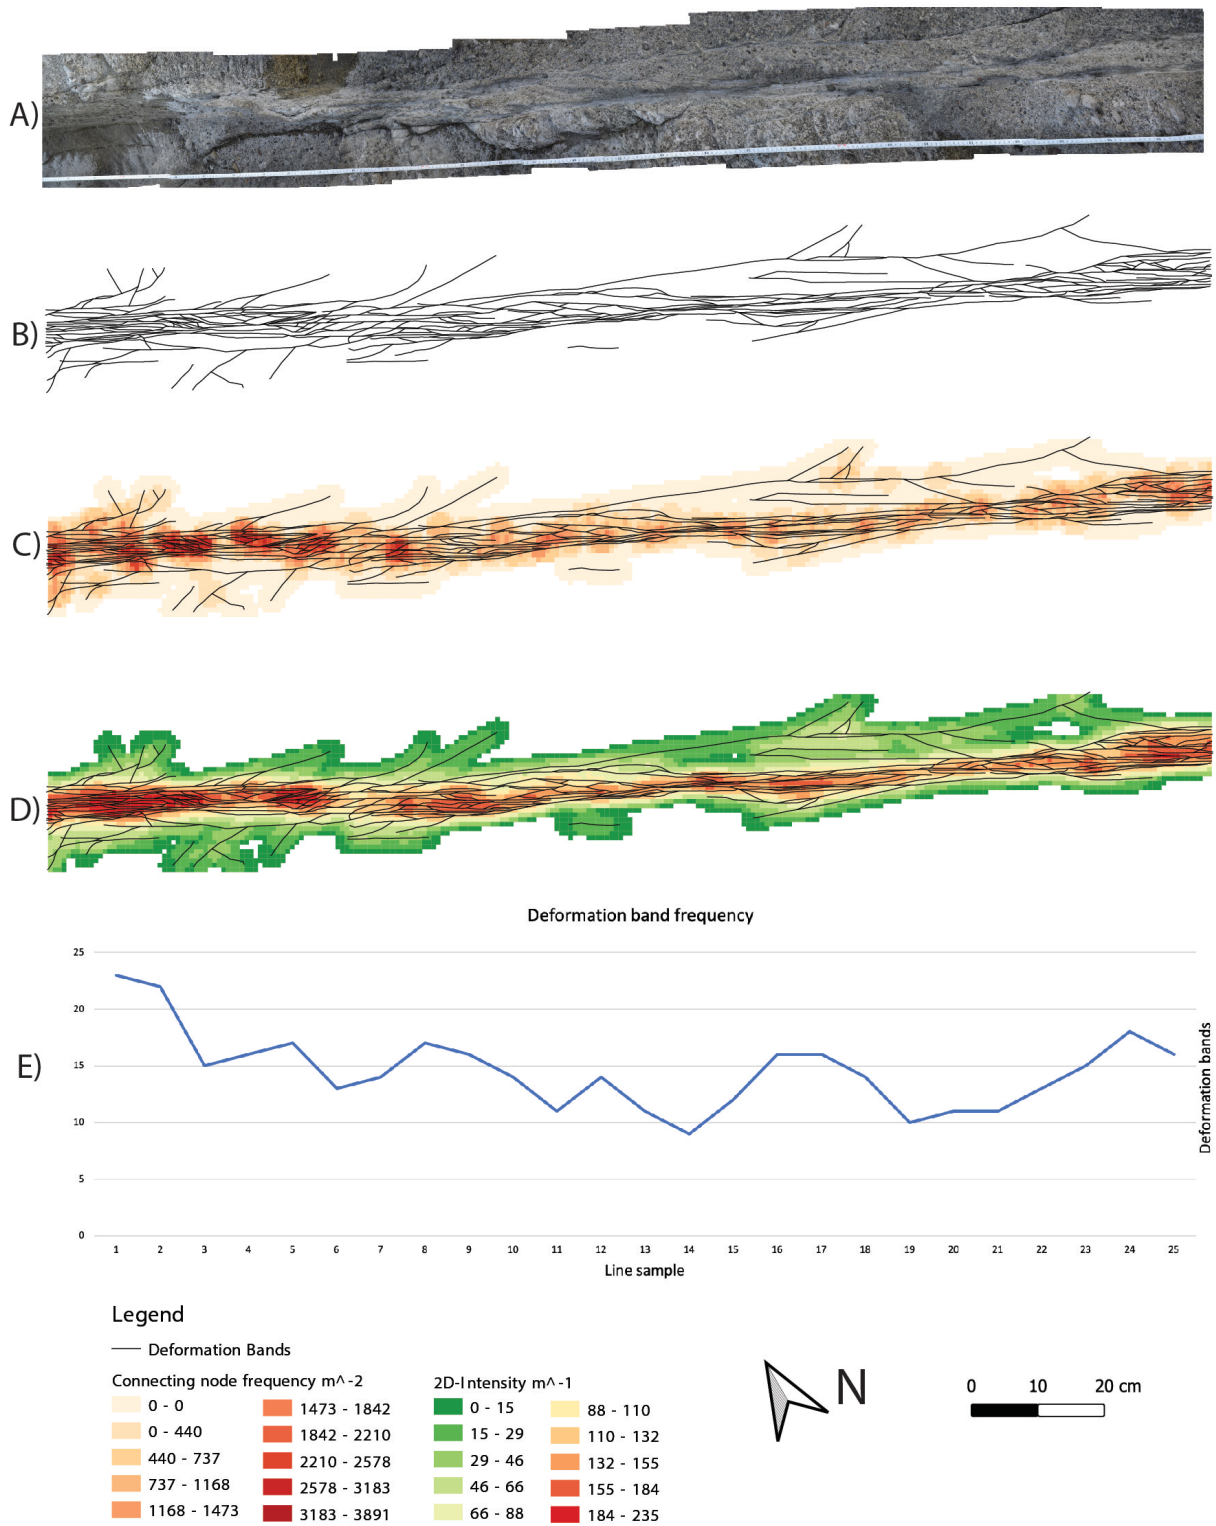 A)
B)
C)
D)
Deformation band frequency
25
20
15
10
5
0
E)
Deformation bands
1 2 3 4 5 6 7 8 9 10 11 12 13 14 15 16 17 18 19 20 21 22 23 24 25
Line sample
Legend
Deformation Bands
Connecting node frequency m^-2
0 - 0
0 - 440
440 - 737
737 - 1168
1168 - 1473
1473 - 1842
1842 - 2210
2210 - 2578
2578 - 3183
3183 - 3891
2D-Intensity m^-1
0 - 15
15 - 29
29 - 46
46 - 66
66 - 88
88 - 110
110 - 132
132 - 155
155 - 184
184 - 235
N
0 10 20 cm